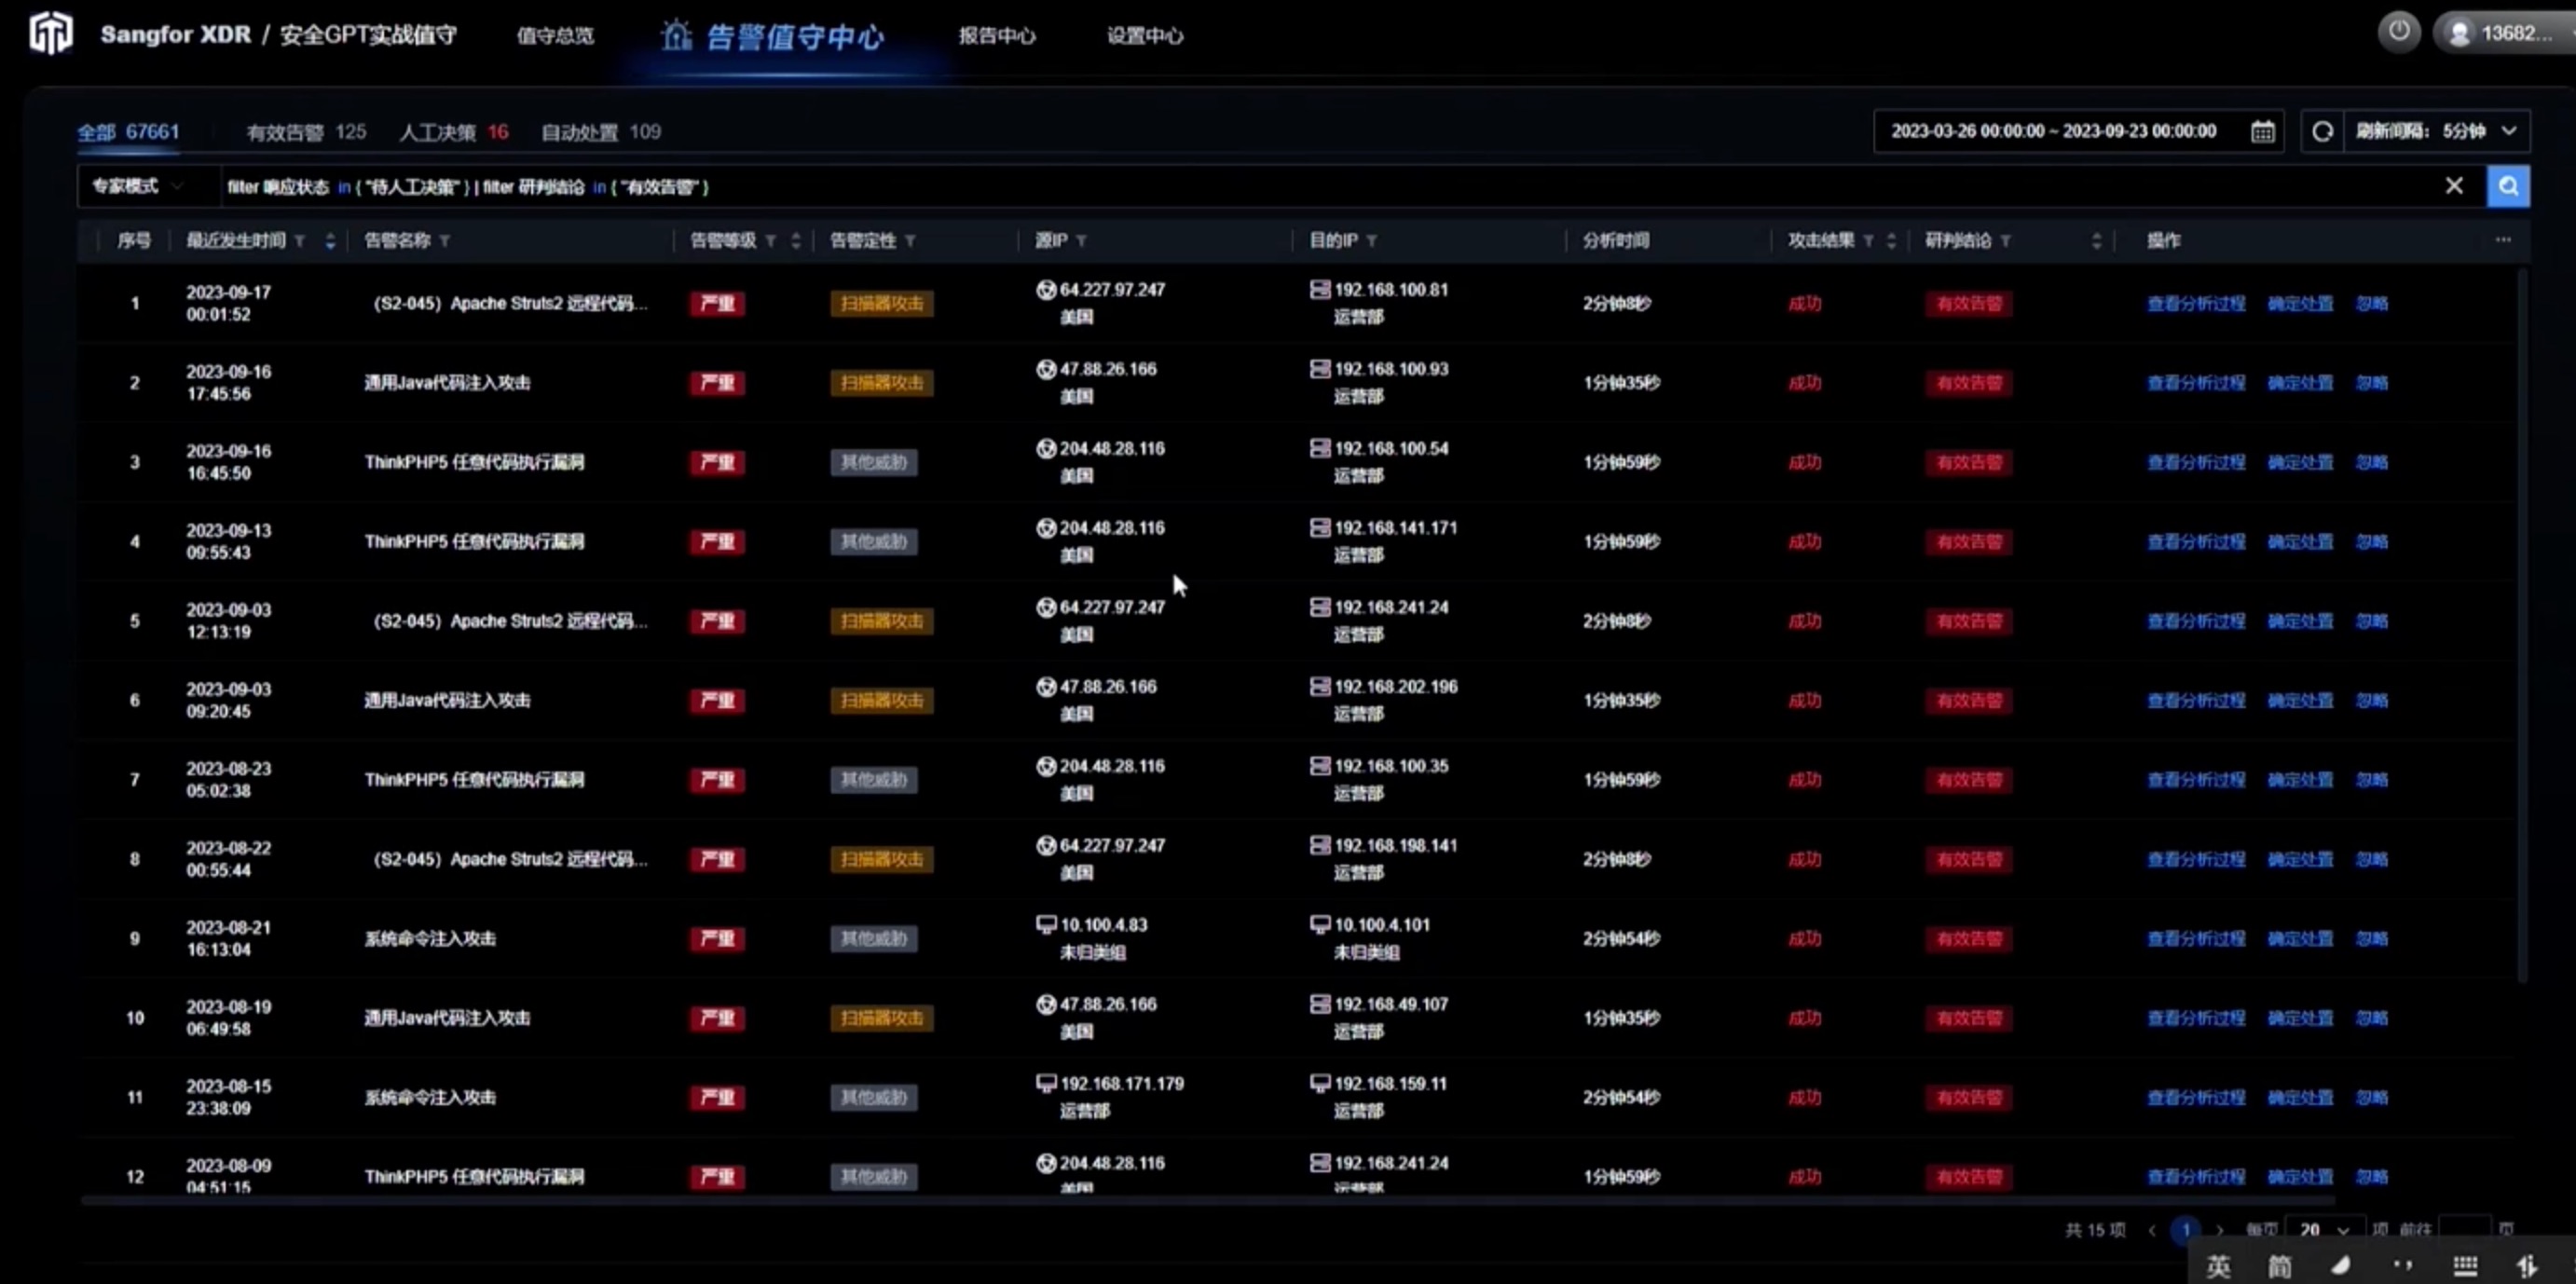 Sangfor XDR / 安全GPT实战值守 值守总览 告警值守中心 报告中心 设置中心 13682...
全部 67661 有效告警 125 人工决策 16 自动处置 109 2023-03-26 00:00:00 ~ 2023-09-23 00:00:00 刷新间隔： 5分钟
专家模式 filter 响应状态 in { "待人工决策" } | filter 研判结论 in { "有效告警" }
序号 最近发生时间 告警名称 告警等级 告警定性 源IP 目的IP 分析时间 攻击结果 研判结论 操作 ...
1 2023-09-17 00:01:52 （S2-045）Apache Struts2 远程代码... 严重 扫描器攻击 64.227.97.247 美国 192.168.100.81 运营部 2分钟8秒 成功 有效告警 查看分析过程 确定处置 忽略
2 2023-09-16 17:45:56 通用Java代码注入攻击 严重 扫描器攻击 47.88.26.166 美国 192.168.100.93 运营部 1分钟35秒 成功 有效告警 查看分析过程 确定处置 忽略
3 2023-09-16 16:45:50 ThinkPHP5 任意代码执行漏洞 严重 其他威胁 204.48.28.116 美国 192.168.100.54 运营部 1分钟59秒 成功 有效告警 查看分析过程 确定处置 忽略
4 2023-09-13 09:55:43 ThinkPHP5 任意代码执行漏洞 严重 其他威胁 204.48.28.116 美国 192.168.141.171 运营部 1分钟59秒 成功 有效告警 查看分析过程 确定处置 忽略
5 2023-09-03 12:13:19 （S2-045）Apache Struts2 远程代码... 严重 扫描器攻击 64.227.97.247 美国 192.168.241.24 运营部 2分钟8秒 成功 有效告警 查看分析过程 确定处置 忽略
6 2023-09-03 09:20:45 通用Java代码注入攻击 严重 扫描器攻击 47.88.26.166 美国 192.168.202.196 运营部 1分钟35秒 成功 有效告警 查看分析过程 确定处置 忽略
7 2023-08-23 05:02:38 ThinkPHP5 任意代码执行漏洞 严重 其他威胁 204.48.28.116 美国 192.168.100.35 运营部 1分钟59秒 成功 有效告警 查看分析过程 确定处置 忽略
8 2023-08-22 00:55:44 （S2-045）Apache Struts2 远程代码... 严重 扫描器攻击 64.227.97.247 美国 192.168.198.141 运营部 2分钟8秒 成功 有效告警 查看分析过程 确定处置 忽略
9 2023-08-21 16:13:04 系统命令注入攻击 严重 其他威胁 10.100.4.83 未归类组 10.100.4.101 未归类组 2分钟54秒 成功 有效告警 查看分析过程 确定处置 忽略
10 2023-08-19 06:49:58 通用Java代码注入攻击 严重 扫描器攻击 47.88.26.166 美国 192.168.49.107 运营部 1分钟35秒 成功 有效告警 查看分析过程 确定处置 忽略
11 2023-08-15 23:38:09 系统命令注入攻击 严重 其他威胁 192.168.171.179 运营部 192.168.159.11 运营部 2分钟54秒 成功 有效告警 查看分析过程 确定处置 忽略
12 2023-08-09 04:51:15 ThinkPHP5 任意代码执行漏洞 严重 其他威胁 204.48.28.116 美国 192.168.241.24 运营部 1分钟59秒 成功 有效告警 查看分析过程 确定处置 忽略
共 15 项 1 每页 20 项 前往 页
英 简